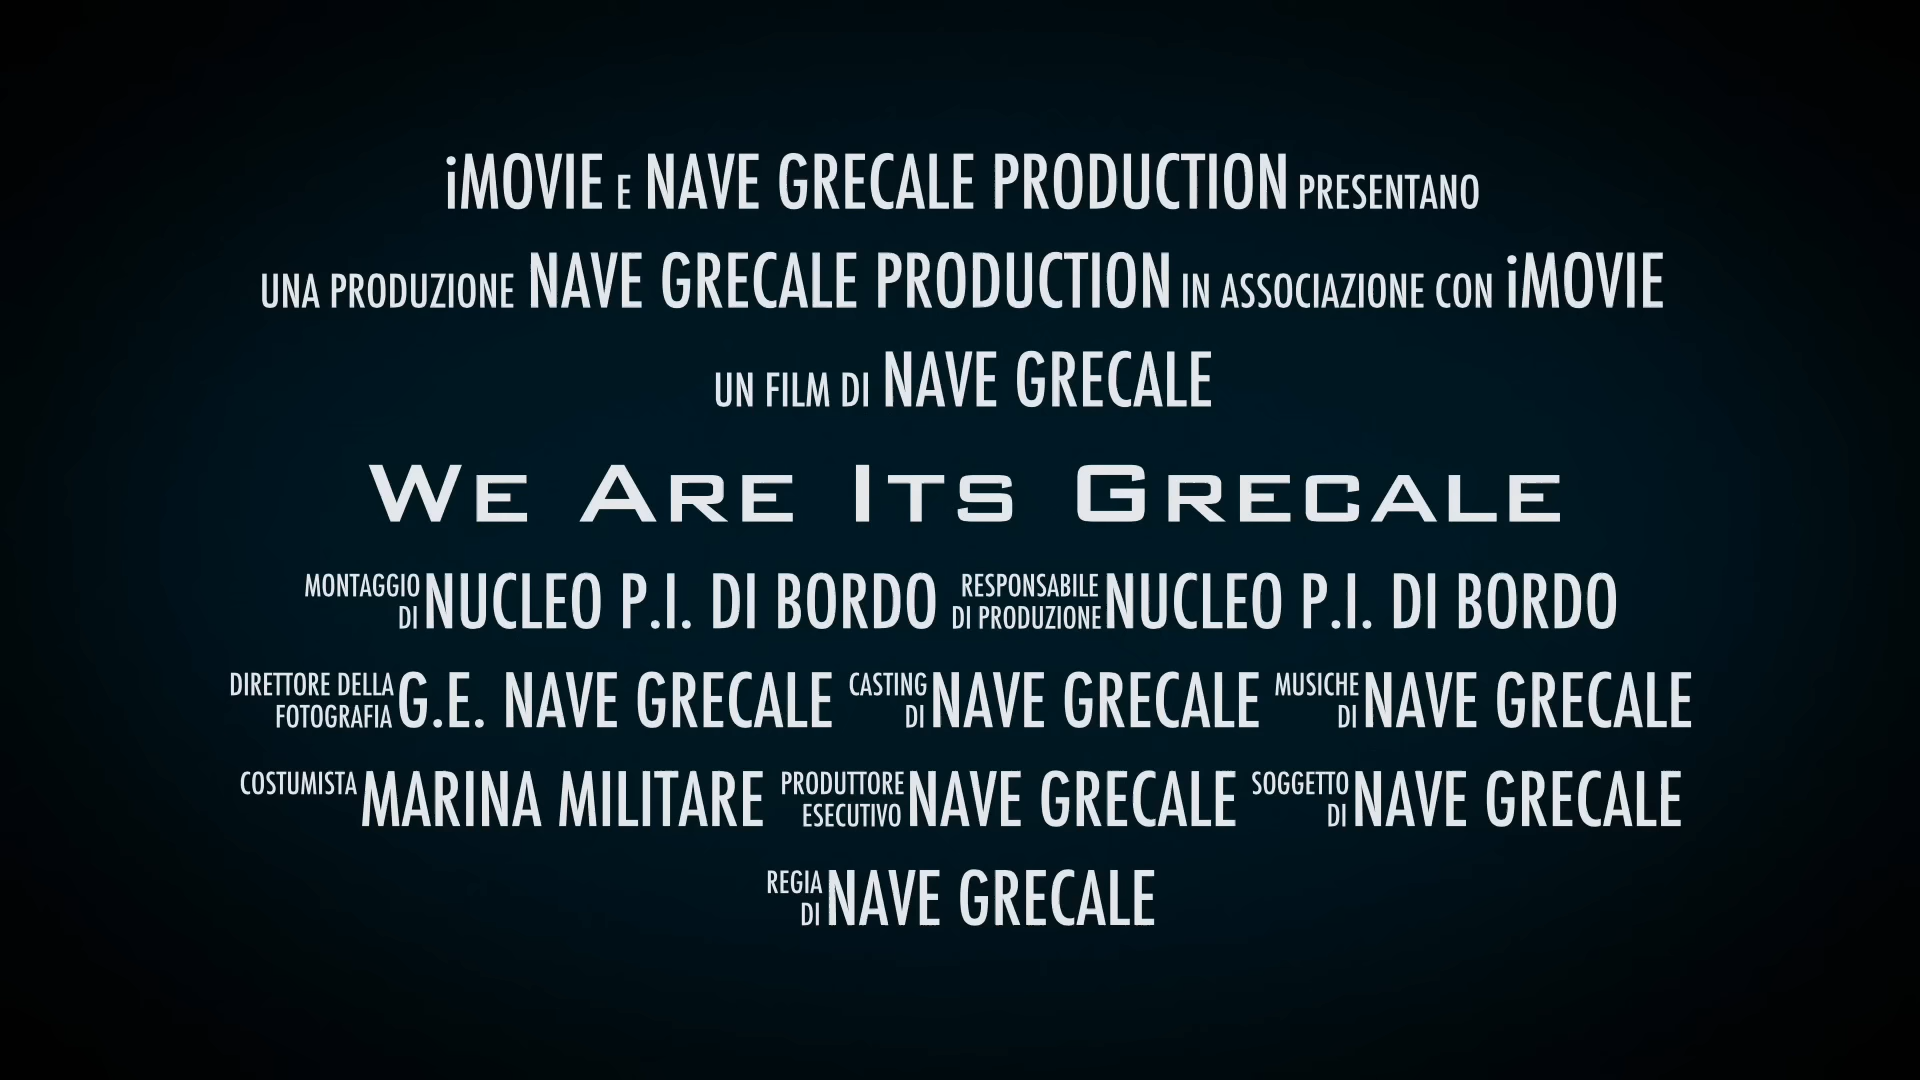 iMOVIE E NAVE GRECALE PRODUCTION PRESENTANO
UNA PRODUZIONE NAVE GRECALE PRODUCTION IN ASSOCIAZIONE CON iMOVIE
UN FILM DI NAVE GRECALE
WE ARE ITS GRECALE
MONTAGGIO DI NUCLEO P.I. DI BORDO RESPONSABILE DI PRODUZIONE NUCLEO P.I. DI BORDO
DIRETTORE DELLA FOTOGRAFIA G.E. NAVE GRECALE CASTING DI NAVE GRECALE MUSICHE DI NAVE GRECALE
COSTUMISTA MARINA MILITARE PRODUTTORE ESECUTIVO NAVE GRECALE SOGGETTO DI NAVE GRECALE
REGIA DI NAVE GRECALE